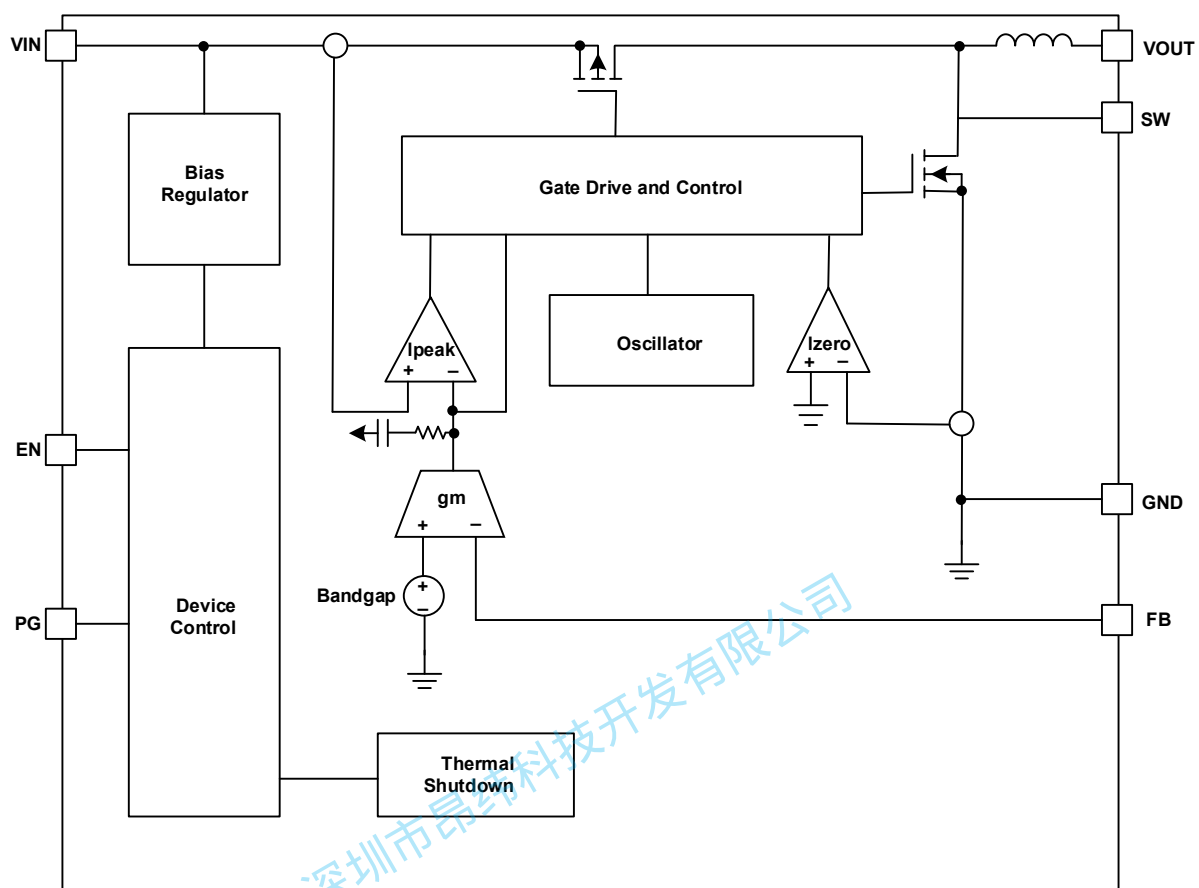 VIN
VOUT
SW
Bias
Regulator
Gate Drive and Control
Ipeak
+ –
Oscillator
Izero
+ –
EN
gm
+ –
GND
Bandgap
+
–
PG
Device
Control
FB
Thermal
Shutdown
深圳市昂纬科技开发有限公司